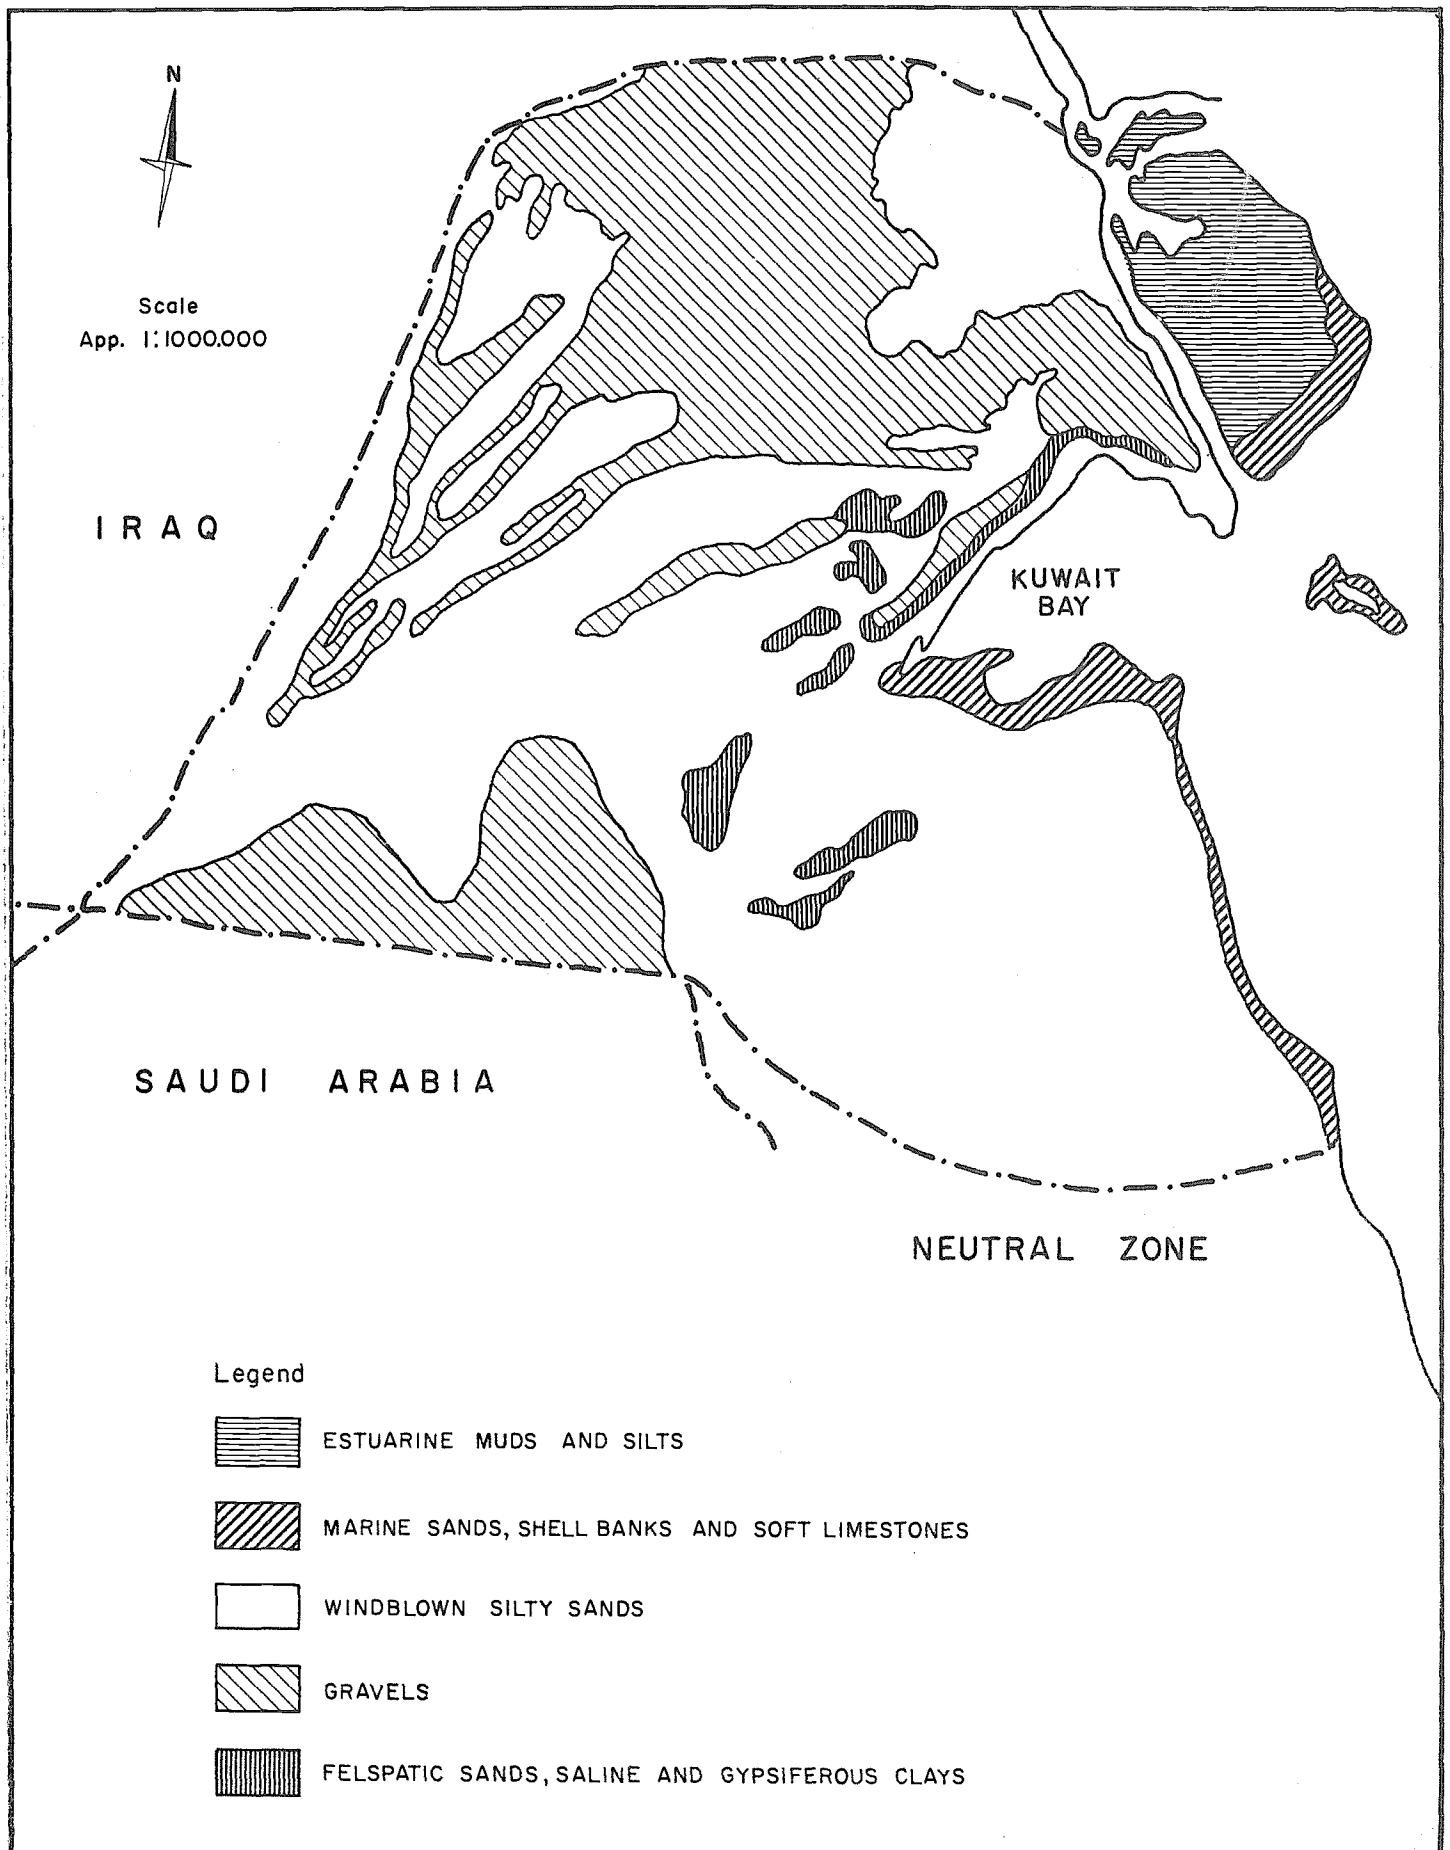 N
Scale
App. 1:1000.000
IRAQ
KUWAIT
BAY
SAUDI ARABIA
NEUTRAL ZONE
Legend
ESTUARINE MUDS AND SILTS
MARINE SANDS, SHELL BANKS AND SOFT LIMESTONES
WINDBLOWN SILTY SANDS
GRAVELS
FELSPATIC SANDS, SALINE AND GYPSIFEROUS CLAYS